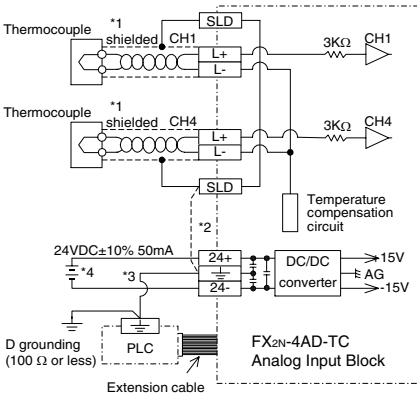 SLD
*1
Thermocouple
shielded CH1
L+
L-
3KΩ
CH1
*1
Thermocouple
shielded CH4
L+
L-
3KΩ
CH4
SLD
Temperature
compensation
circuit
*2
24VDC±10% 50mA
*4
*3
24+
24-
DC/DC
converter
+15V
AG
-15V
D grounding
(100 Ω or less)
PLC
FX2N-4AD-TC
Analog Input Block
Extension cable